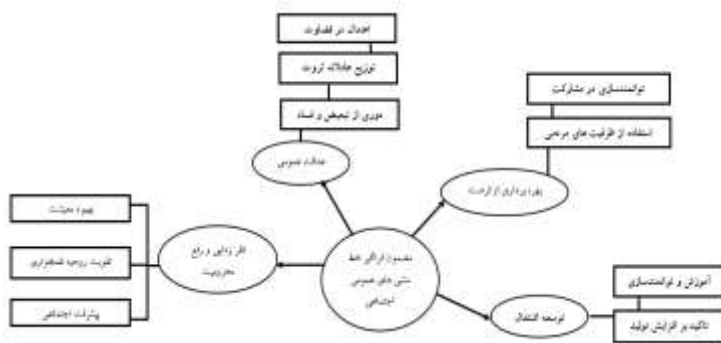 اعتدال در قضاوت
توزیع عادلانه ثروت
دوری از تبعیض و فساد
عدالت عمومی
توانمندسازی در مشارکت
استفاده از ظرفیت های مردمی
بهره برداری از فرصت
بهبود معیشت
تقویت روحیه
پیشرفت اجتماعی
فقر زدایی و رفع
محرومیت
مضمون فراگیر خط
مشی های عمومی
اجتماعی
توسعه اشتغال
آموزش و توانمندسازی
تاکید بر افزایش تولید